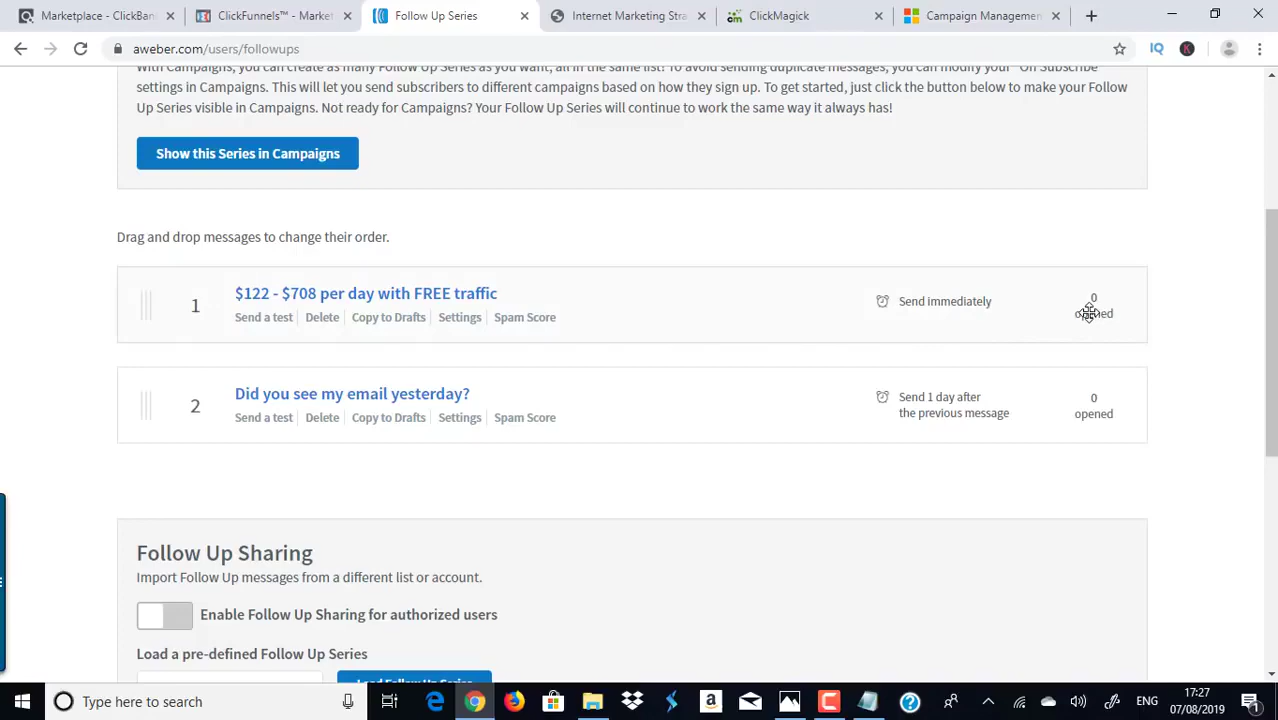 Marketplace - ClickBan
ClickFunnels™ - Market
Follow Up Series
Internet Marketing Stra
ClickMagick
Campaign Managemen
aweber.com/users/followups
With Campaigns, you can create as many Follow Up Series as you want, all in the same list! To avoid sending duplicate messages, you can modify your "On Subscribe"
settings in Campaigns. This will let you send subscribers to different campaigns based on how they sign up. To get started, just click the button below to make your Follow
Up Series visible in Campaigns. Not ready for Campaigns? Your Follow Up Series will continue to work the same way it always has!
Show this Series in Campaigns
Drag and drop messages to change their order.
1
$122 - $708 per day with FREE traffic
Send a test
Delete
Copy to Drafts
Settings
Spam Score
Send immediately
0
opened
2
Did you see my email yesterday?
Send a test
Delete
Copy to Drafts
Settings
Spam Score
Send 1 day after
the previous message
0
opened
Follow Up Sharing
Import Follow Up messages from a different list or account.
Enable Follow Up Sharing for authorized users
Load a pre-defined Follow Up Series
Load Follow Up Series
Type here to search
ENG
17:27
07/08/2019